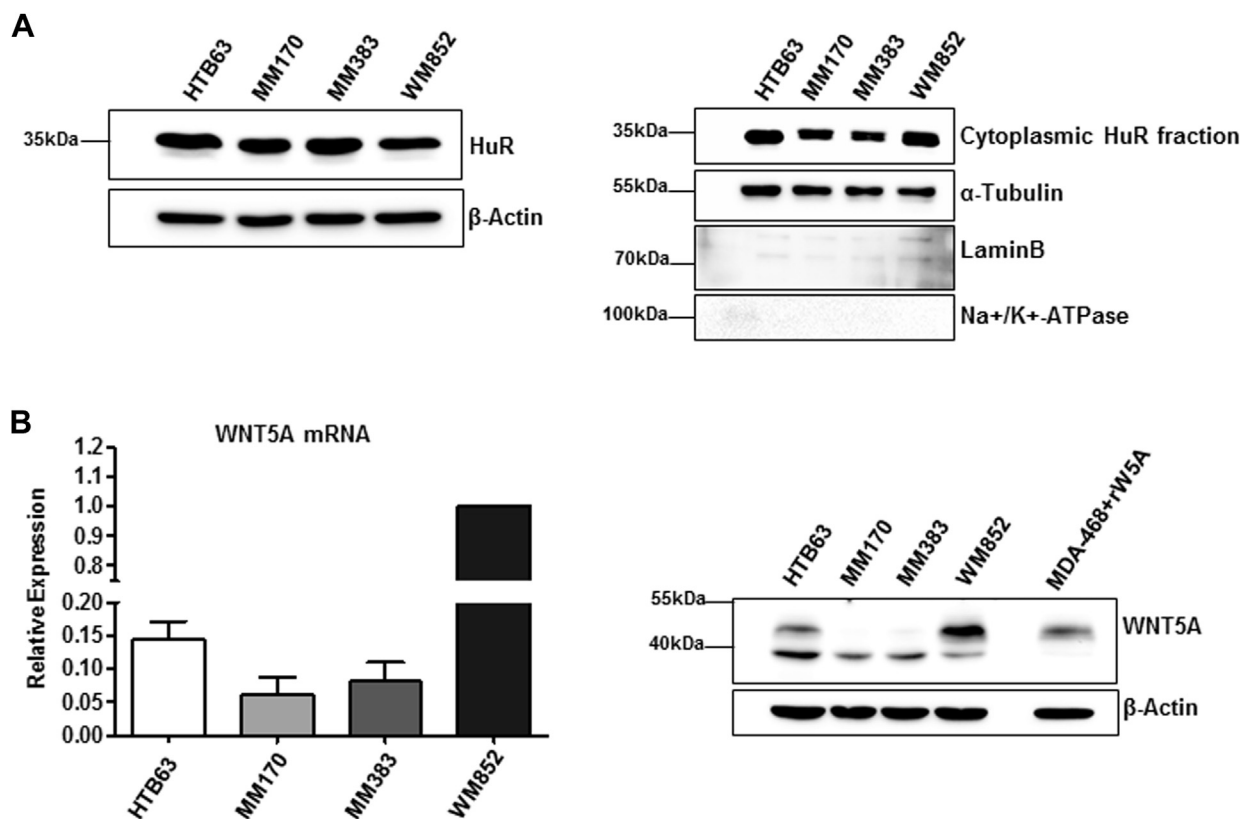 A
HTB63 MM170 MM383 WM852
35kDa HuR
β-Actin
HTB63 MM170 MM383 WM852
35kDa Cytoplasmic HuR fraction
55kDa α-Tubulin
70kDa LaminB
100kDa Na+/K+-ATPase
B
WNT5A mRNA
Relative Expression
1.2
1.1
1.0
0.9
0.8
0.20
0.15
0.10
0.05
0.00
HTB63 MM170 MM383 WM852
HTB63 MM170 MM383 WM852 MDA-468+rW5A
55kDa
40kDa
WNT5A
β-Actin